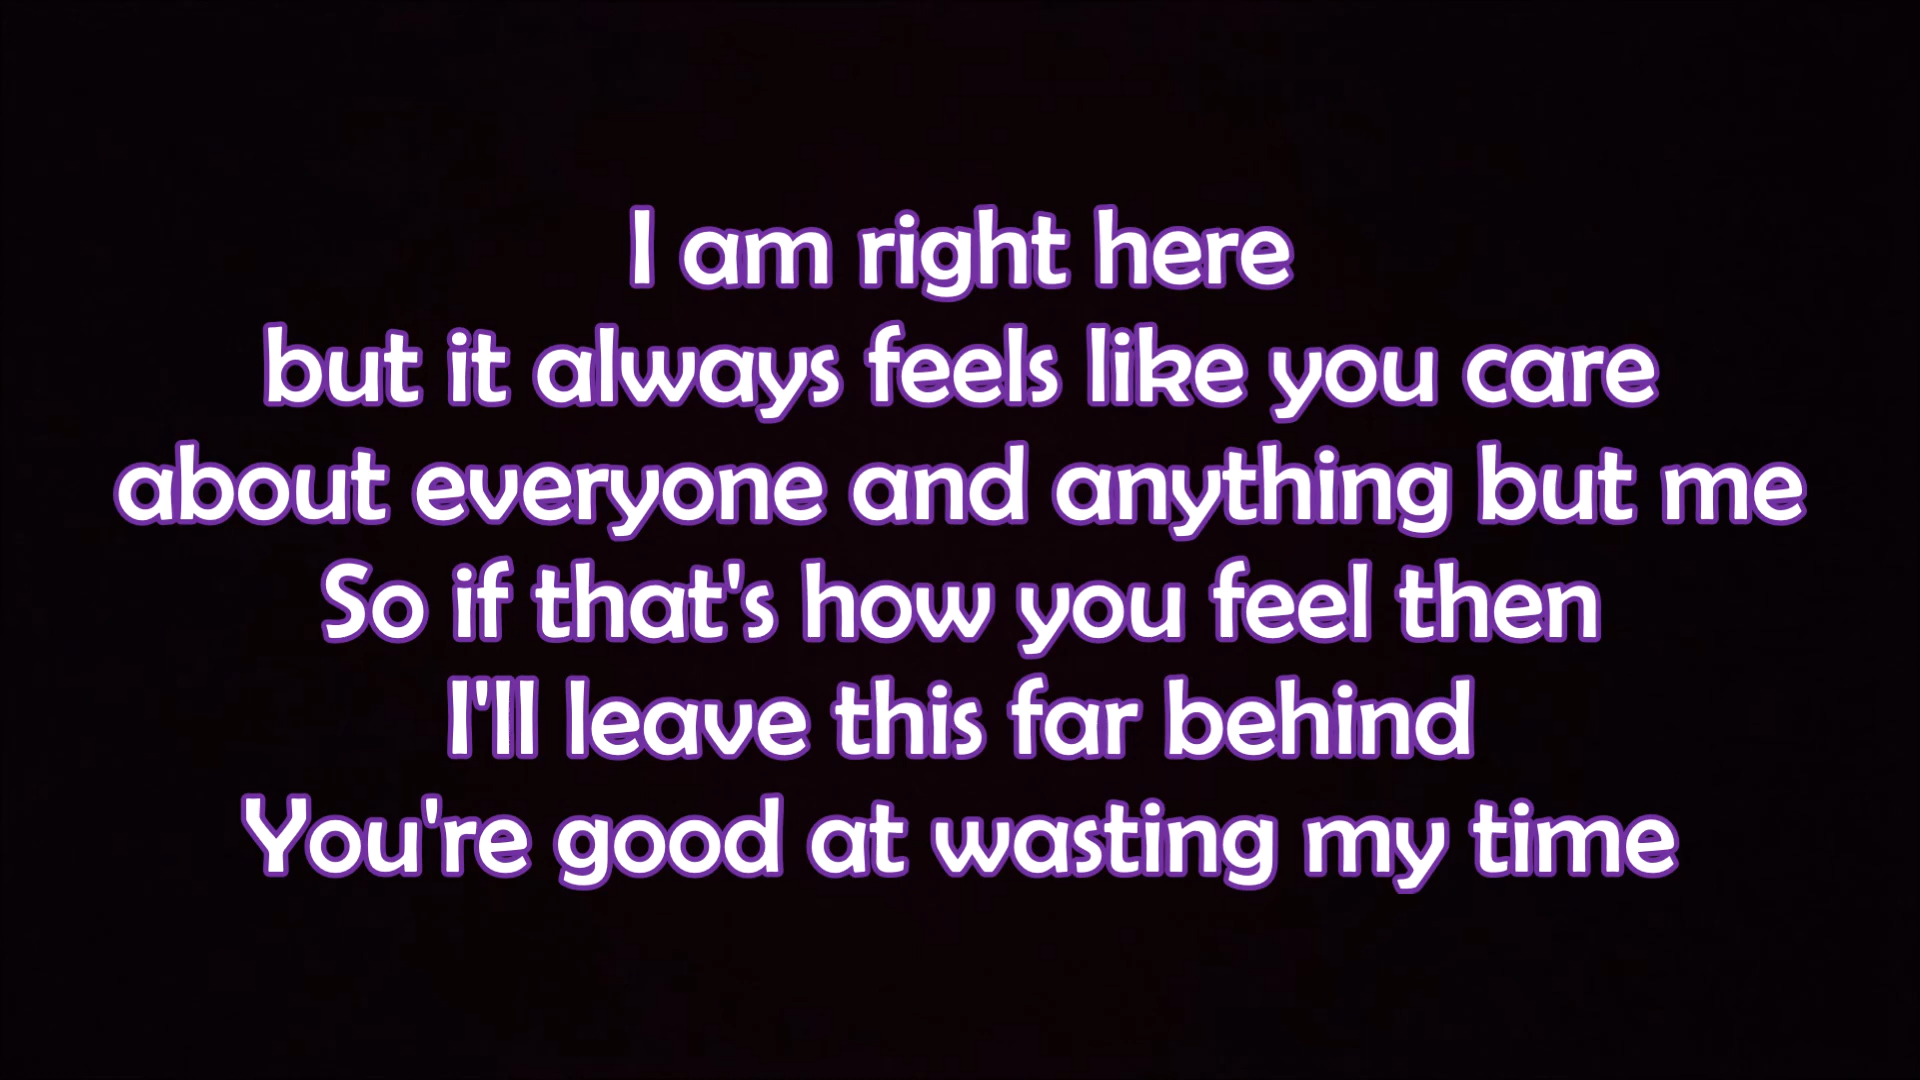 I am right here
but it always feels like you care
about everyone and anything but me
So if that's how you feel then
I'll leave this far behind
You're good at wasting my time